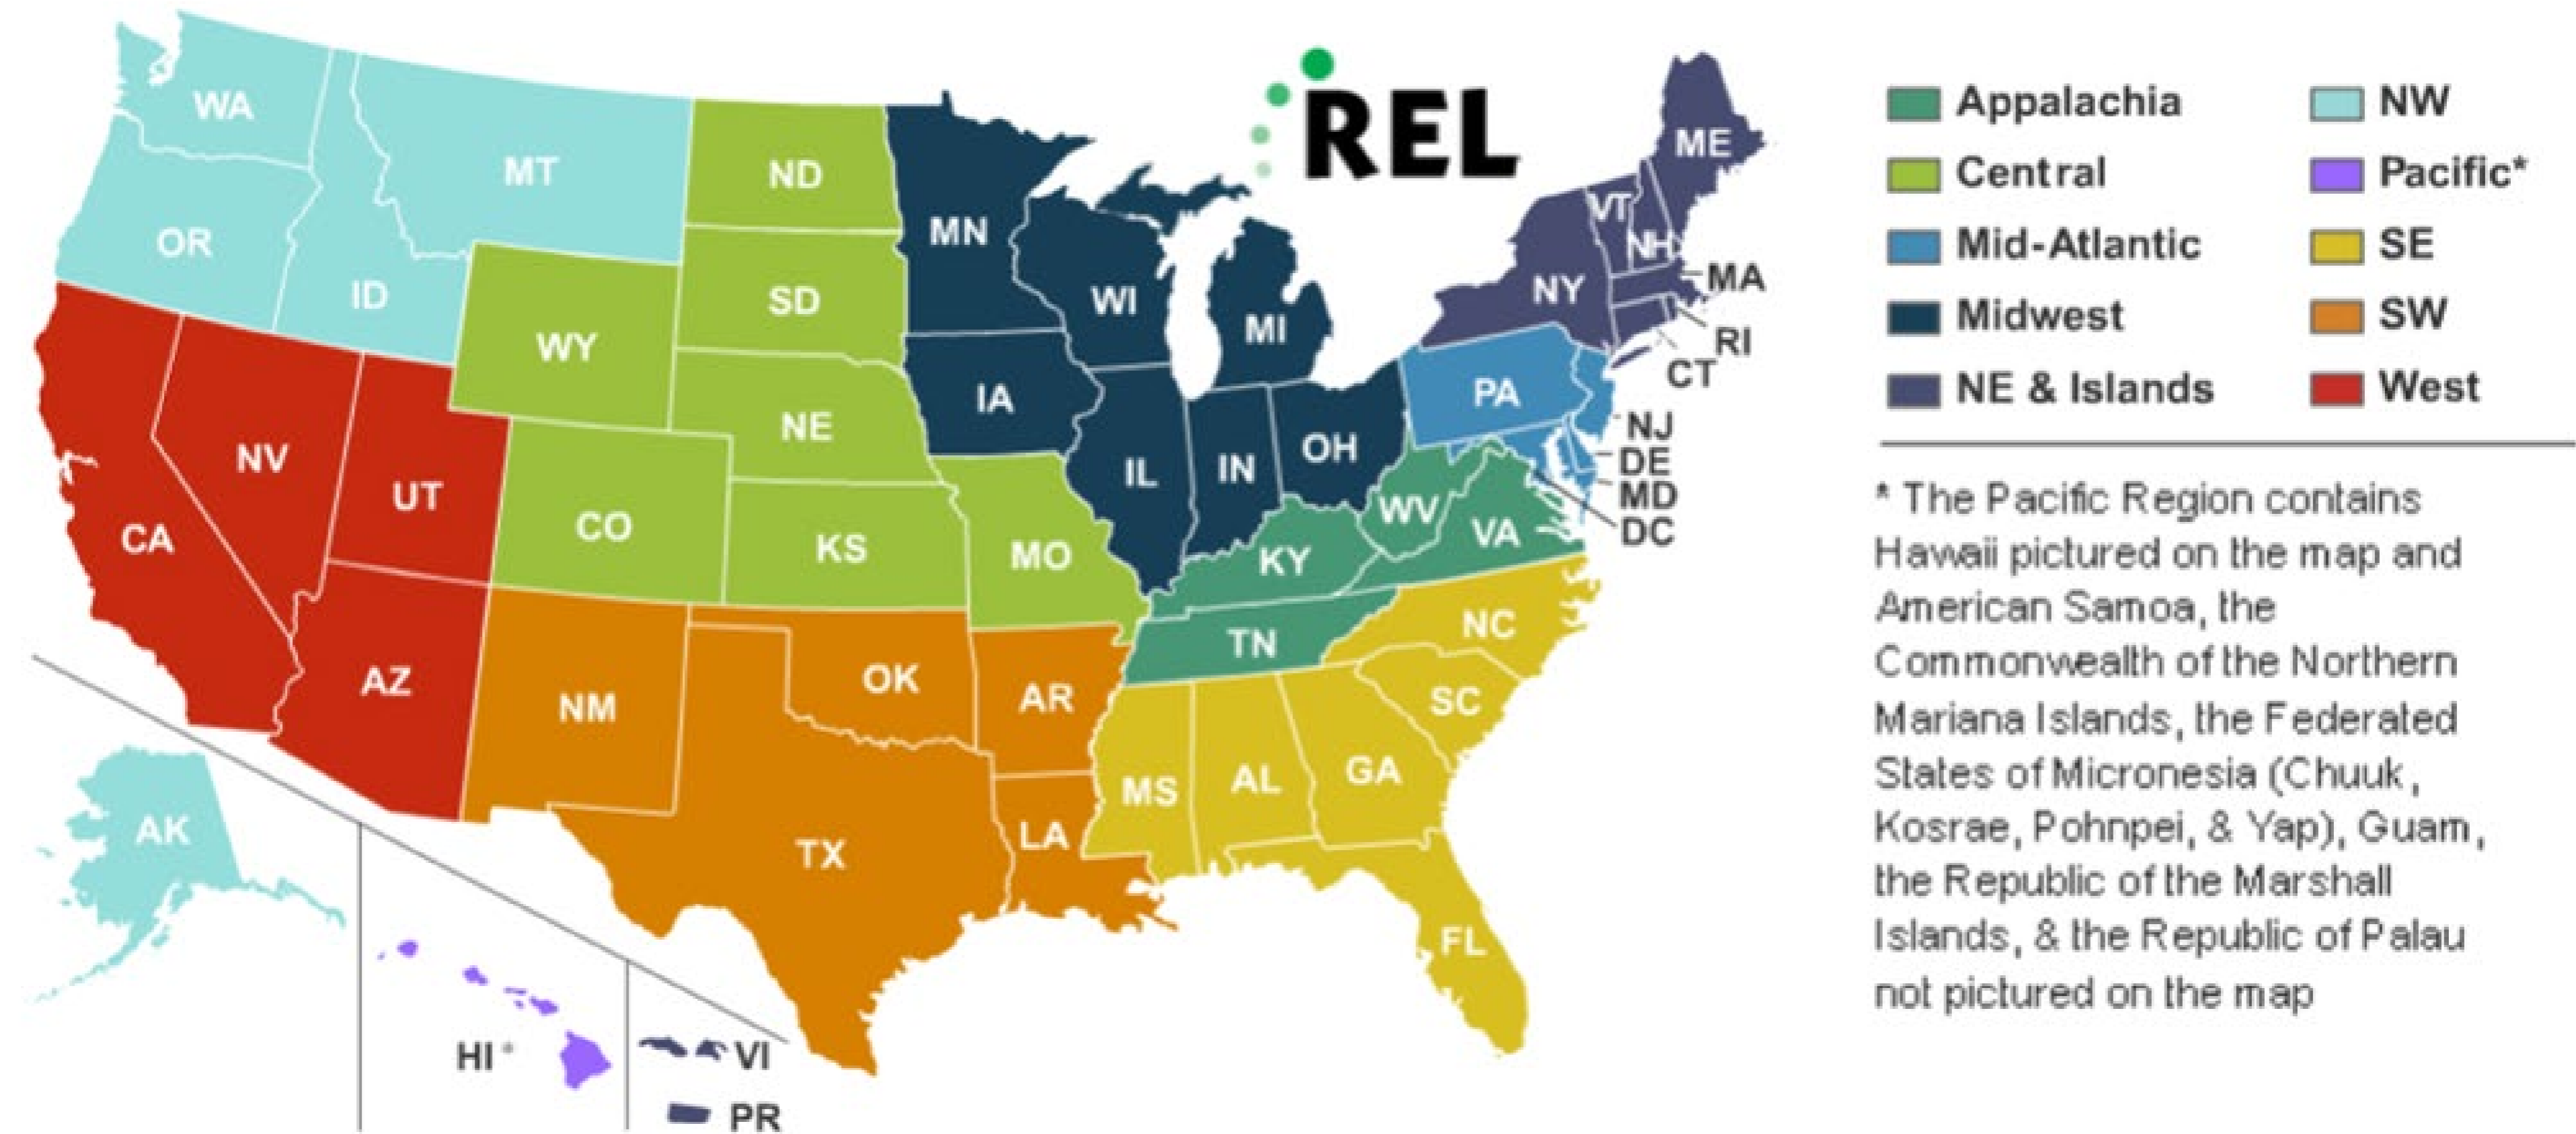 REL
WA
MT
ND
MN
ME
OR
ID
SD
WI
MI
VT
NH
NY
MA
RI
CT
WY
NE
IA
PA
NJ
DE
MD
DC
NV
UT
CO
KS
MO
IL
IN
OH
WV
VA
KY
CA
AZ
NM
OK
AR
TN
NC
SC
TX
LA
MS
AL
GA
FL
AK
HI *
VI
PR
Appalachia
Central
Mid-Atlantic
Midwest
NE & Islands
NW
Pacific*
SE
SW
West
* The Pacific Region contains
Hawaii pictured on the map and
American Samoa, the
Commonwealth of the Northern
Mariana Islands, the Federated
States of Micronesia (Chuuk,
Kosrae, Pohnpei, & Yap), Guam,
the Republic of the Marshall
Islands, & the Republic of Palau
not pictured on the map